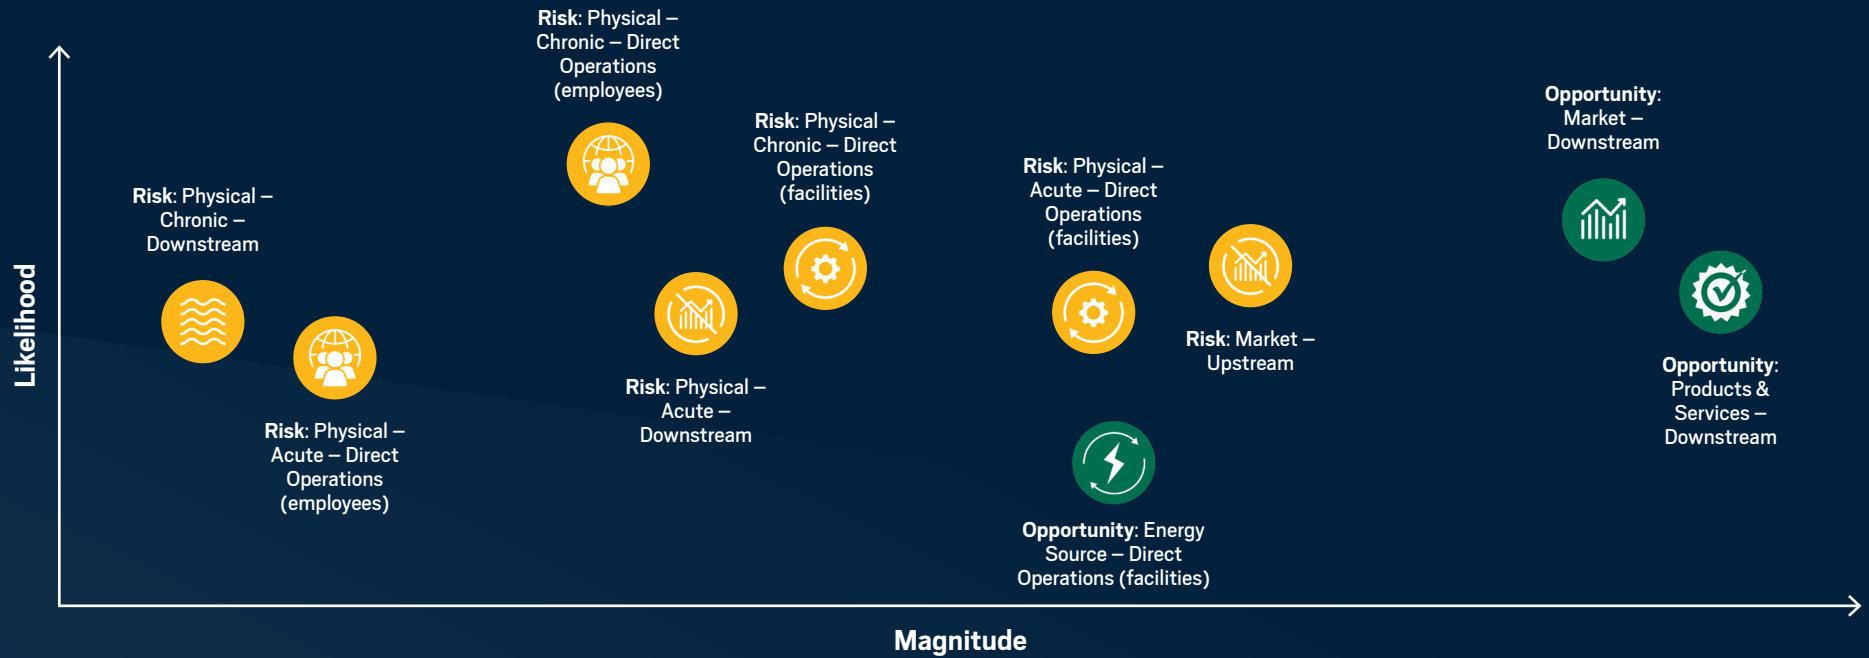 Risk: Physical –
Chronic – Direct
Operations
(employees)
Opportunity:
Market –
Downstream
Risk: Physical –
Chronic – Direct
Operations
(facilities)
Risk: Physical –
Acute – Direct
Operations
(facilities)
Risk: Physical –
Chronic –
Downstream
Likelihood
Risk: Market –
Upstream
Opportunity:
Products &
Services –
Downstream
Risk: Physical –
Acute –
Downstream
Risk: Physical –
Acute – Direct
Operations
(employees)
Opportunity: Energy
Source – Direct
Operations (facilities)
Magnitude